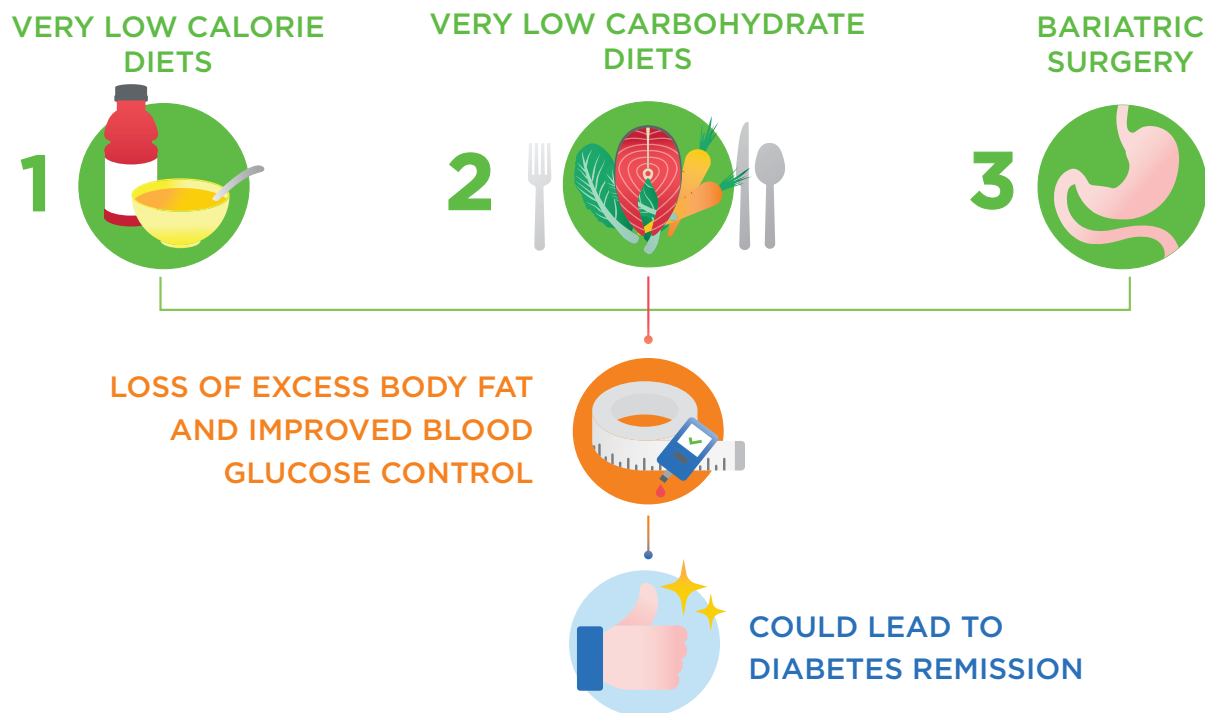 VERY LOW CALORIE
DIETS
VERY LOW CARBOHYDRATE
DIETS
BARIATRIC
SURGERY
1
2
3
LOSS OF EXCESS BODY FAT
AND IMPROVED BLOOD
GLUCOSE CONTROL
COULD LEAD TO
DIABETES REMISSION